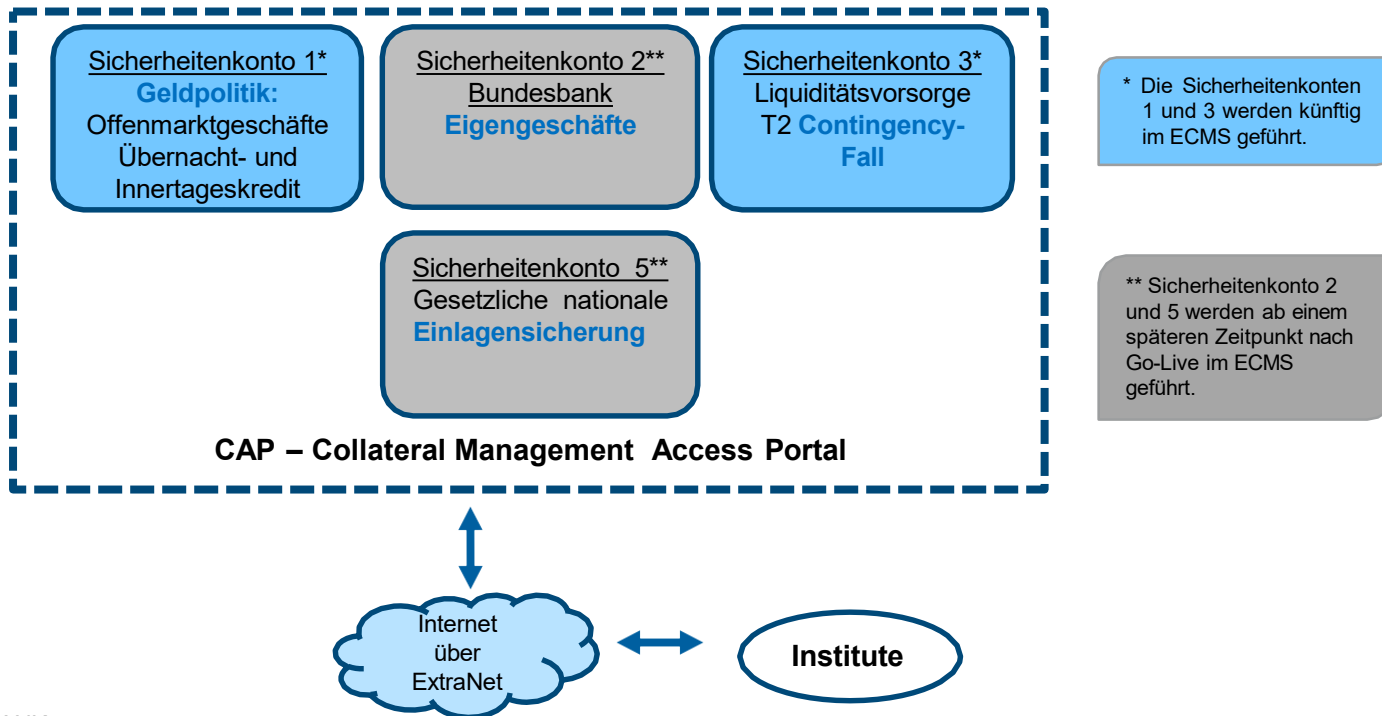 Sicherheitenkonto 1*
Geldpolitik:
Offenmarktgeschäfte
Übernacht- und
Innertageskredit
Sicherheitenkonto 2**
Bundesbank
Eigengeschäfte
Sicherheitenkonto 3*
Liquiditätsvorsorge
T2 Contingency-
Fall
* Die Sicherheitenkonten
1 und 3 werden künftig
im ECMS geführt.
Sicherheitenkonto 5**
Gesetzliche nationale
Einlagensicherung
** Sicherheitenkonto 2
und 5 werden ab einem
späteren Zeitpunkt nach
Go-Live im ECMS
geführt.
CAP – Collateral Management Access Portal
Internet
über
ExtraNet
Institute